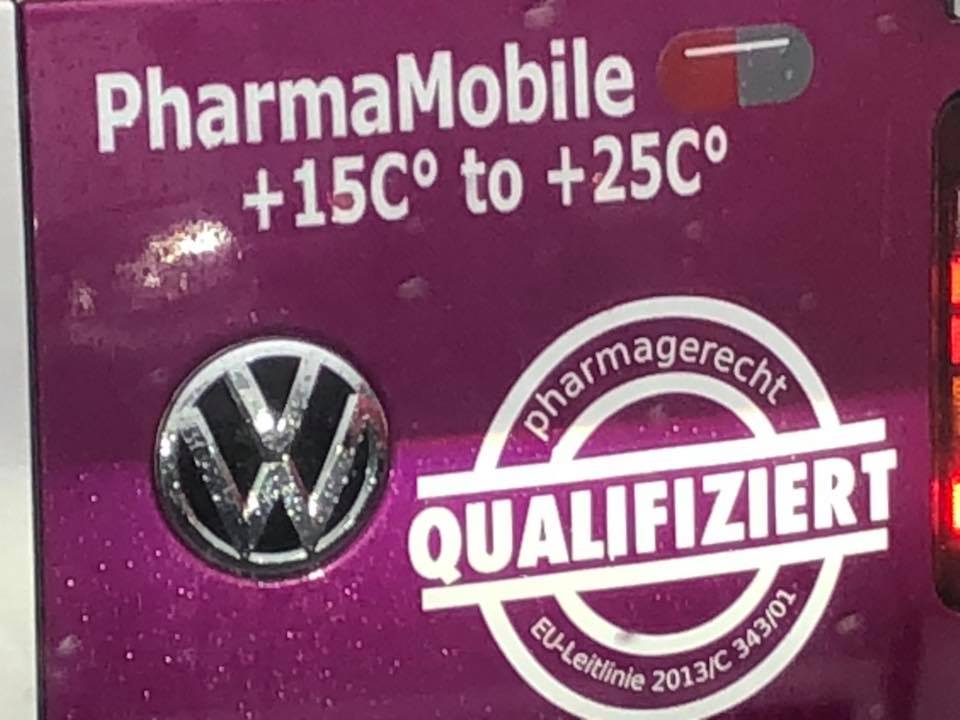 PharmaMobile
+15C° to +25C°
pharmagerecht
QUALIFIZIERT
EU-Leitlinie 2013/C 343/01